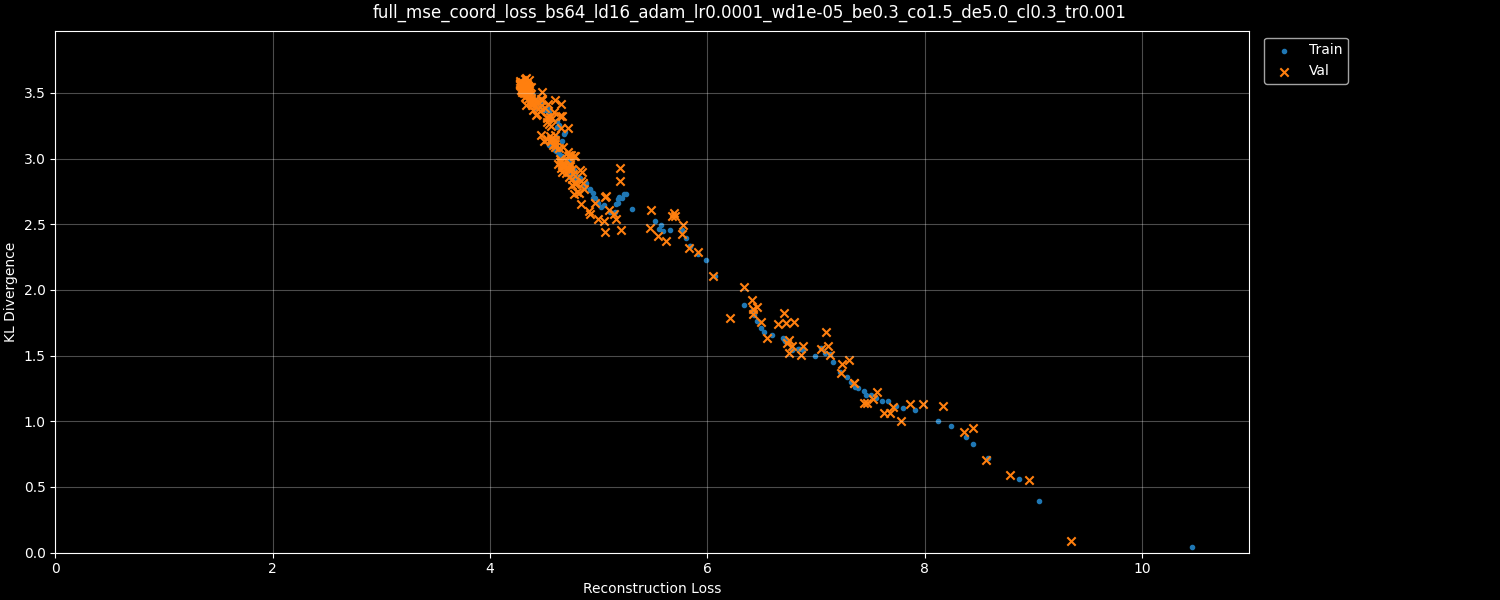 full_mse_coord_loss_bs64_ld16_adam_lr0.0001_wd1e-05_be0.3_co1.5_de5.0_cl0.3_tr0.001
Train
Val
KL Divergence
3.5
3.0
2.5
2.0
1.5
1.0
0.5
0.0
0 2 4 6 8 10
Reconstruction Loss